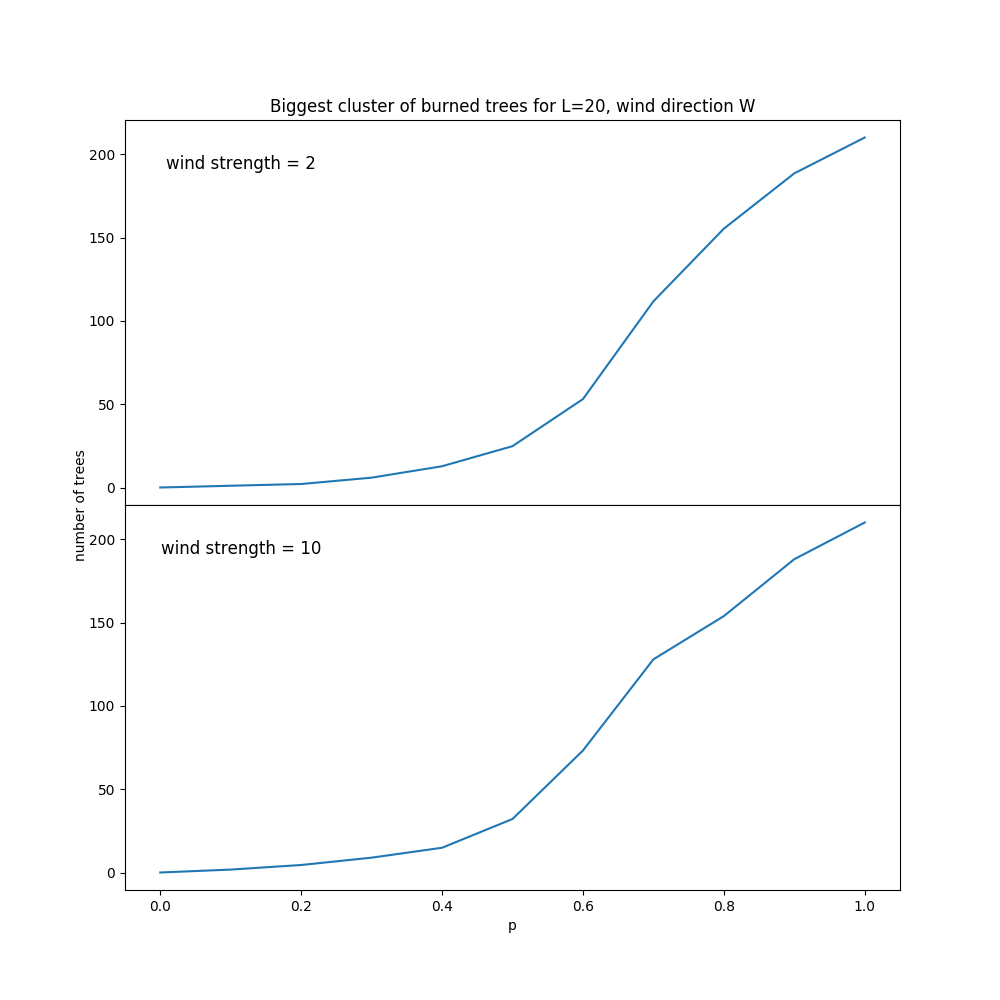 Biggest cluster of burned trees for L=20, wind direction W
wind strength = 2
200
150
100
50
0
number of trees
wind strength = 10
200
150
100
50
0
0.0 0.2 0.4 0.6 0.8 1.0
p